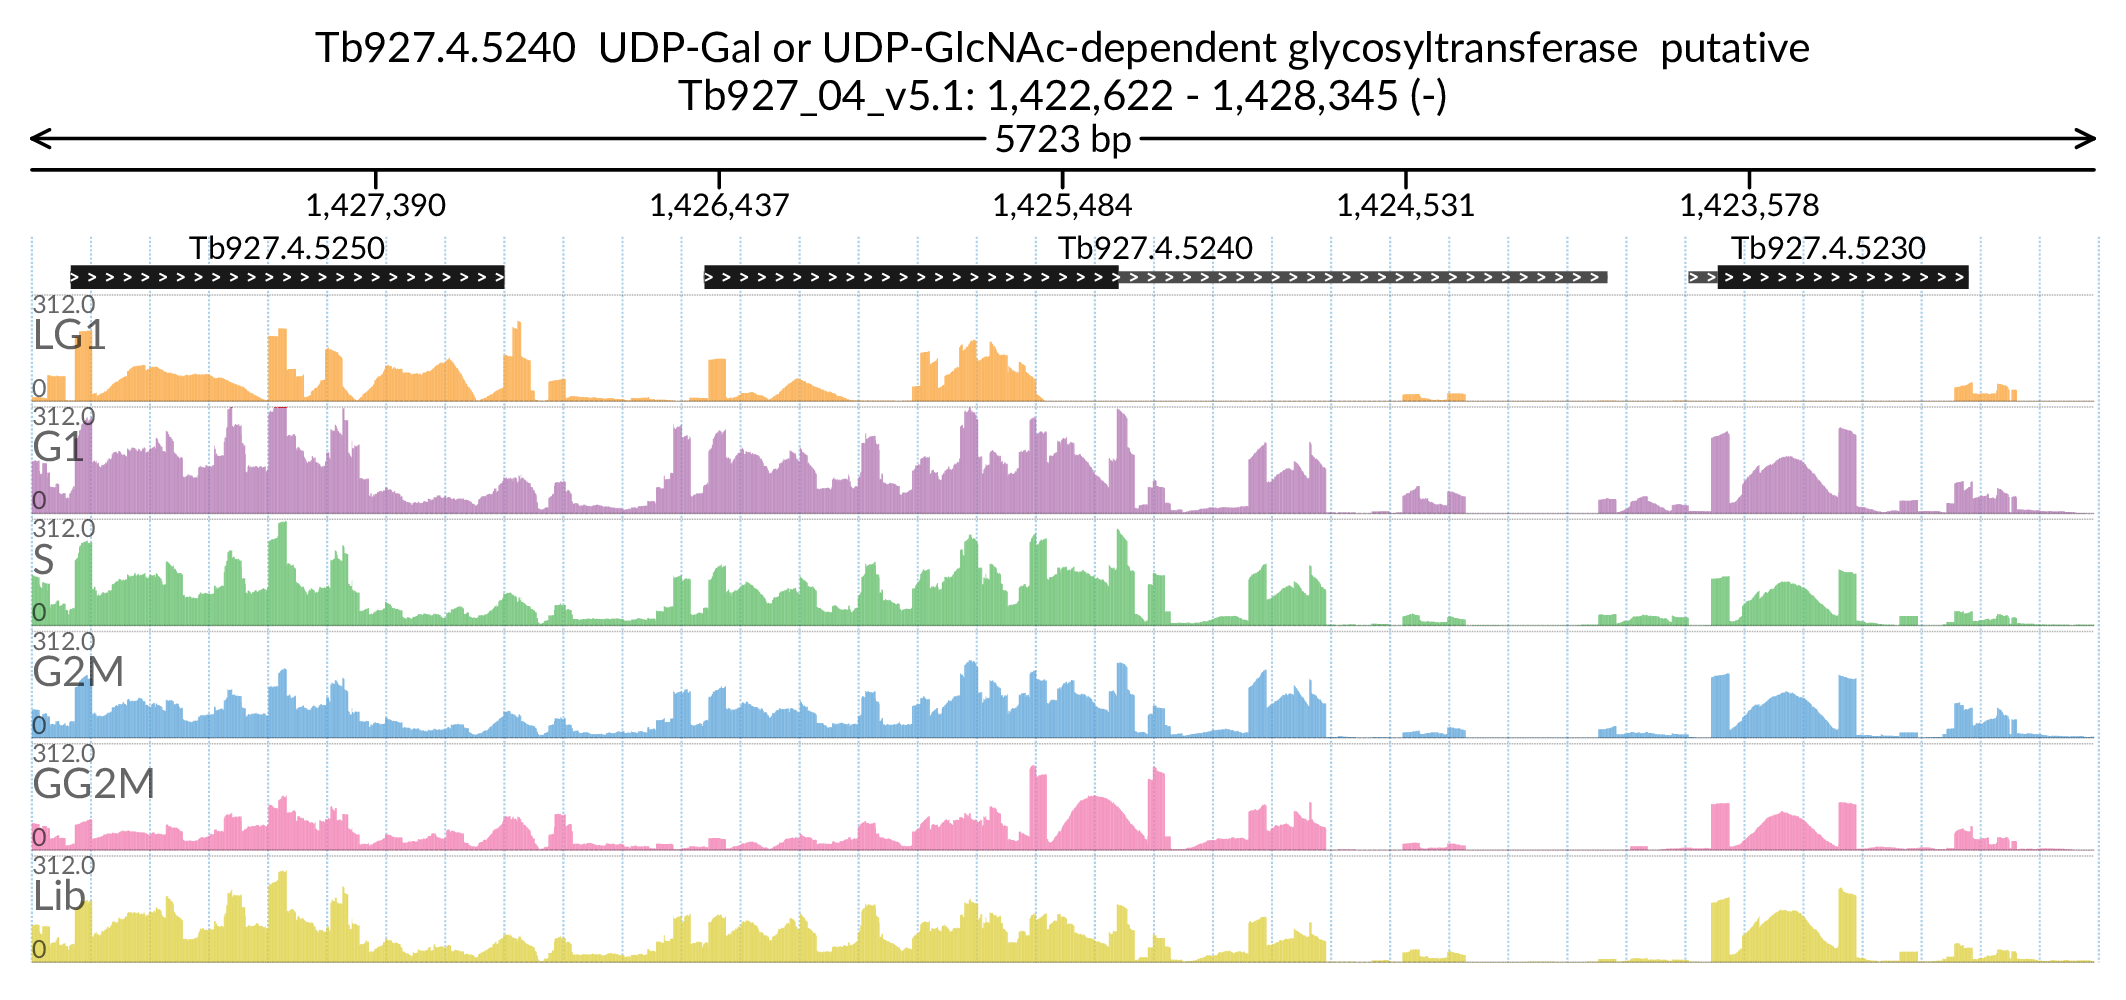 Tb927.4.5240  UDP-Gal or UDP-GlcNAc-dependent glycosyltransferase  putative
Tb927_04_v5.1: 1,422,622 - 1,428,345 (-)
5723 bp
1,427,390 1,426,437 1,425,484 1,424,531 1,423,578
Tb927.4.5250 Tb927.4.5240 Tb927.4.5230
312.0
LG1
0
312.0
G1
0
312.0
S
0
312.0
G2M
0
312.0
GG2M
0
312.0
Lib
0